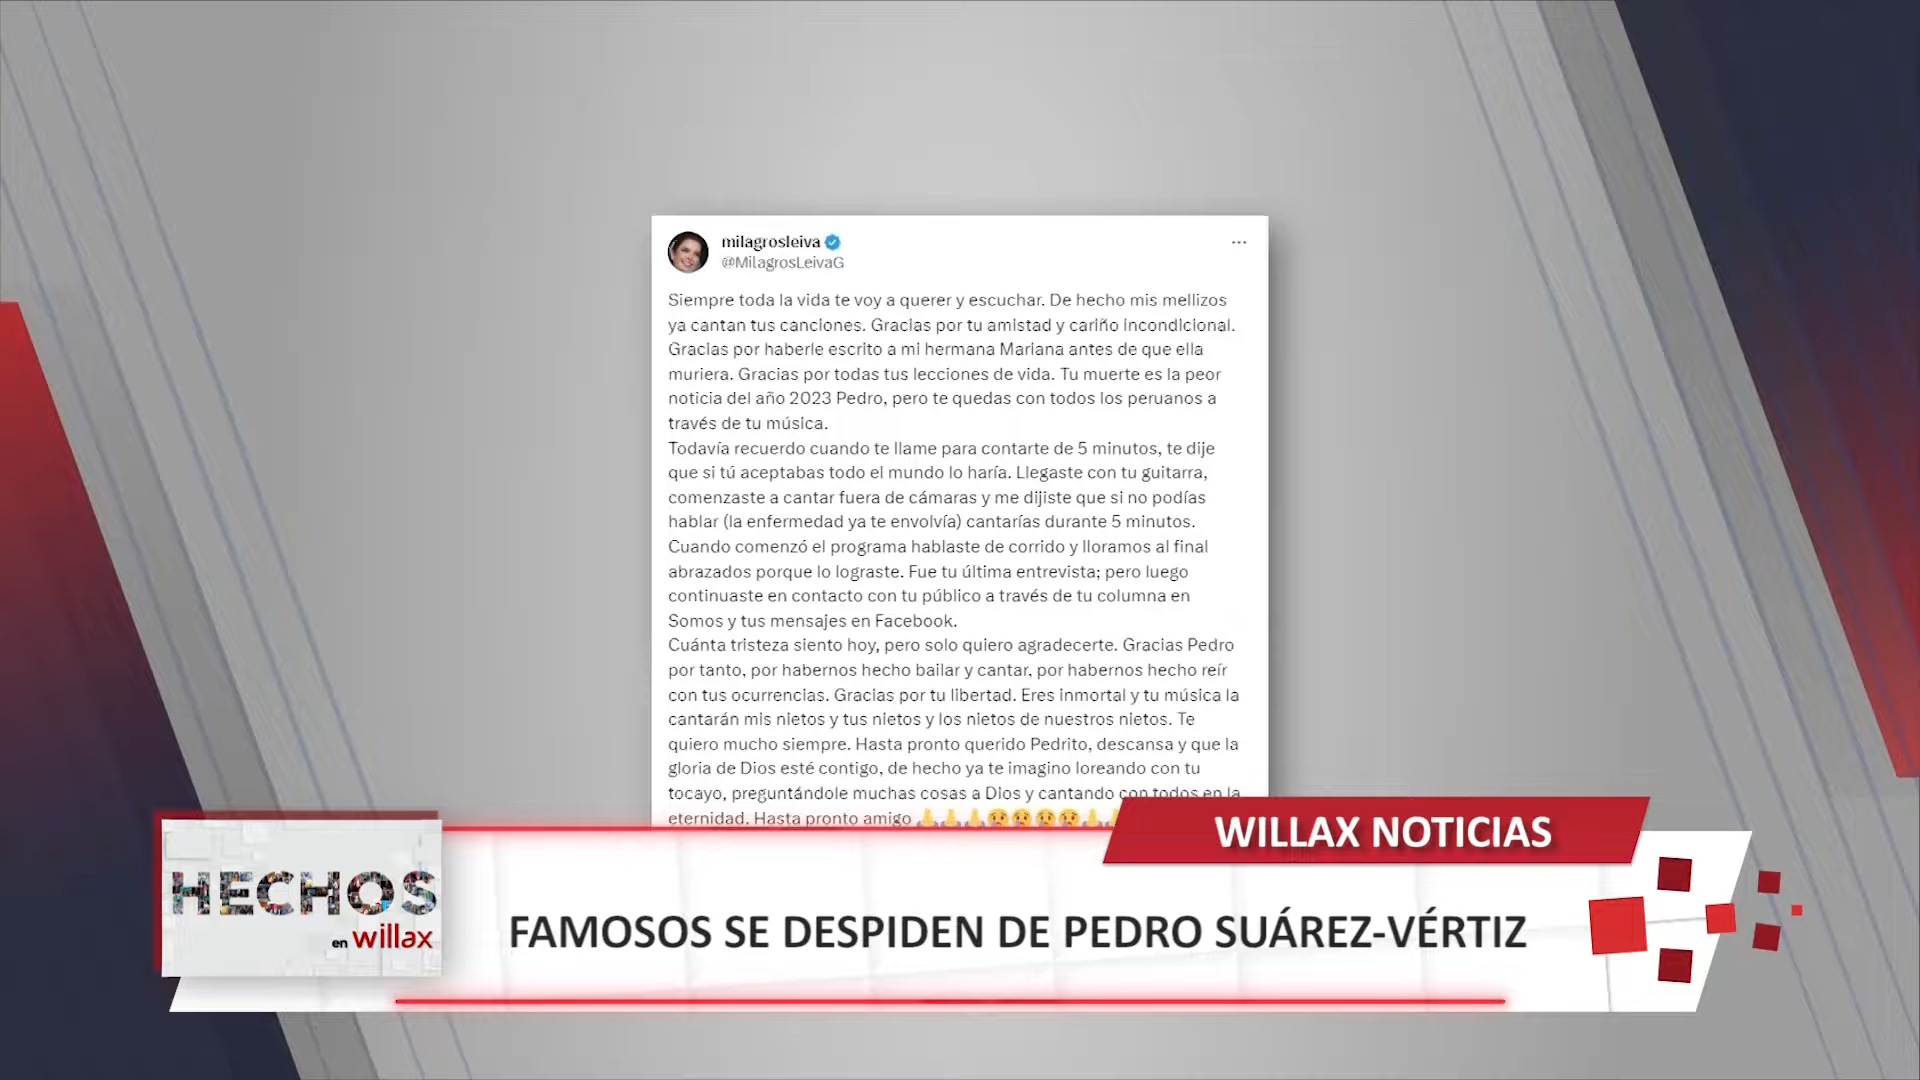 milagrosleiva
@MilagrosLeivaG
Siempre toda la vida te voy a querer y escuchar. De hecho mis mellizos
ya cantan tus canciones. Gracias por tu amistad y cariño incondicional.
Gracias por haberle escrito a mi hermana Mariana antes de que ella
muriera. Gracias por todas tus lecciones de vida. Tu muerte es la peor
noticia del año 2023 Pedro, pero te quedas con todos los peruanos a
través de tu música.
Todavía recuerdo cuando te llame para contarte de 5 minutos, te dije
que si tú aceptabas todo el mundo lo haría. Llegaste con tu guitarra,
comenzaste a cantar fuera de cámaras y me dijiste que si no podías
hablar (la enfermedad ya te envolvía) cantarías durante 5 minutos.
Cuando comenzó el programa hablaste de corrido y lloramos al final
abrazados porque lo lograste. Fue tu última entrevista; pero luego
continuaste en contacto con tu público a través de tu columna en
Somos y tus mensajes en Facebook.
Cuánta tristeza siento hoy, pero solo quiero agradecerte. Gracias Pedro
por tanto, por habernos hecho bailar y cantar, por habernos hecho reír
con tus ocurrencias. Gracias por tu libertad. Eres inmortal y tu música la
cantarán mis nietos y tus nietos y los nietos de nuestros nietos. Te
quiero mucho siempre. Hasta pronto querido Pedrito, descansa y que la
gloria de Dios esté contigo, de hecho ya te imagino loreando con tu
tocayo, preguntándole muchas cosas a Dios y cantando con todos en la
eternidad. Hasta pronto amigo 🙏🙏🙏😢😢😢😢🙏🙏
WILLAX NOTICIAS
HECHOS
en willax
FAMOSOS SE DESPIDEN DE PEDRO SUÁREZ-VÉRTIZ